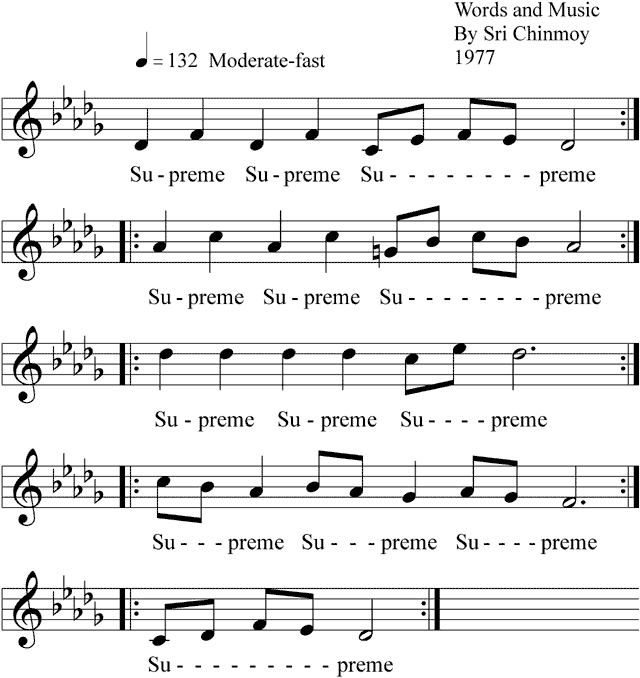 Words and Music
By Sri Chinmoy
1977
= 132 Moderate-fast
Su - preme Su - preme Su - - - - - - - - preme
Su - preme Su - preme Su - - - - - - - - preme
Su - preme Su - preme Su - - - - preme
Su - - - preme Su - - - preme Su - - - - preme
Su - - - - - - - - - preme